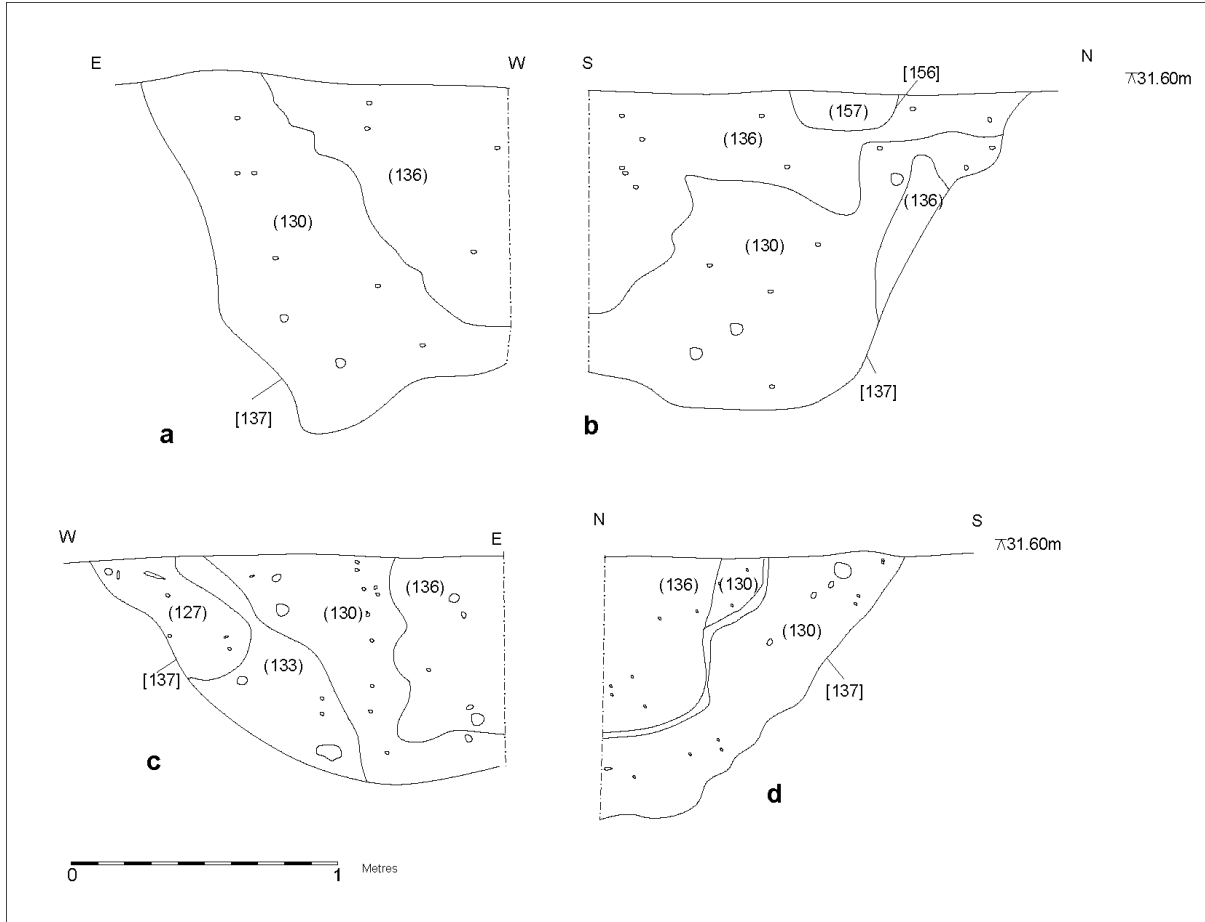 E
W
S
N
[156]
⊼31.60m
(157)
(136)
(136)
(130)
(136)
(130)
[137]
[137]
a
b
W
E
N
S
⊼31.60m
(127)
(130)
(136)
(136)
(130)
(133)
(130)
[137]
[137]
c
d
0
1
Metres